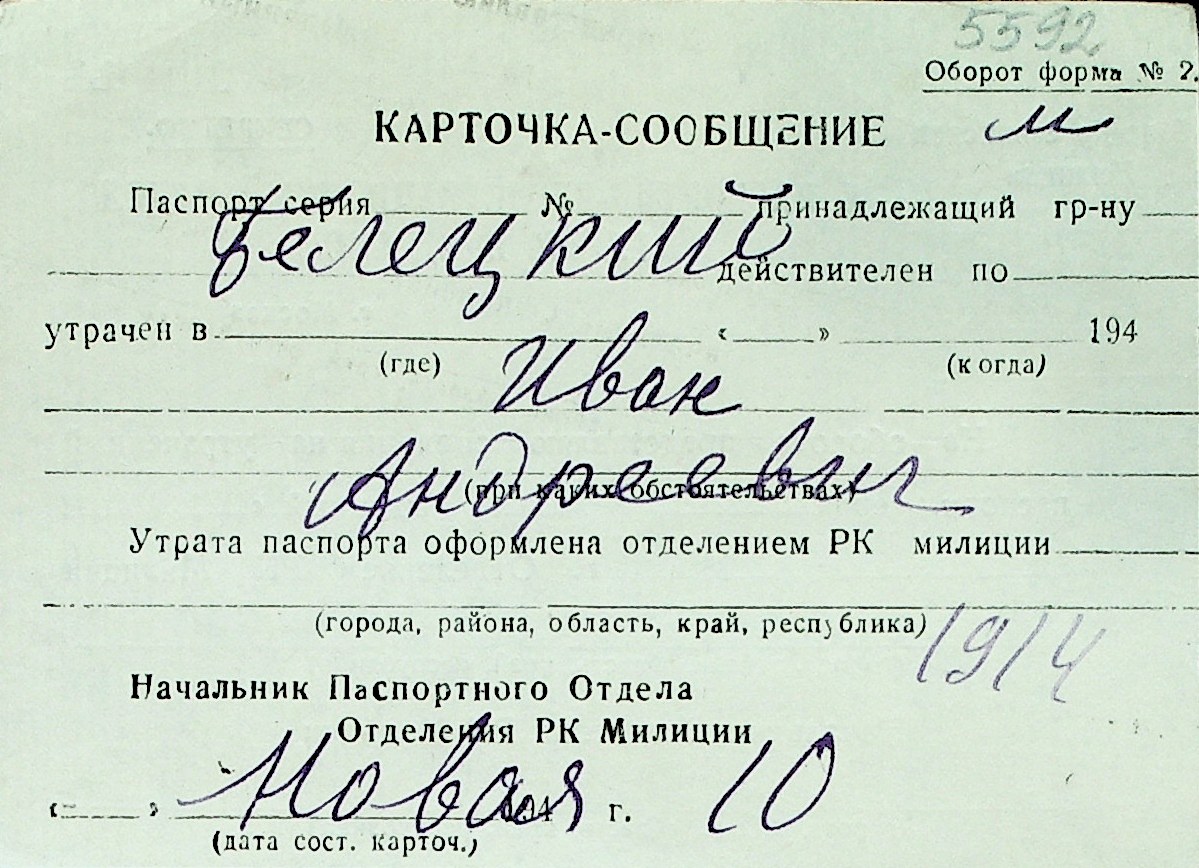 5592
Оборот форма № 2.
м
КАРТОЧКА-СООБЩЕНИЕ
Паспорт серия № принадлежащий гр-ну
Белецкий
действителен по
утрачен в « » 194
(где) (когда)
Иван
Андреевич
(при каких обстоятельствах)
Утрата паспорта оформлена отделением РК милиции
(города, района, область, край, республика)
1914
Начальник Паспортного Отдела
Отделения РК Милиции
Новая 10
« » 194 г.
(дата сост. карточ.)